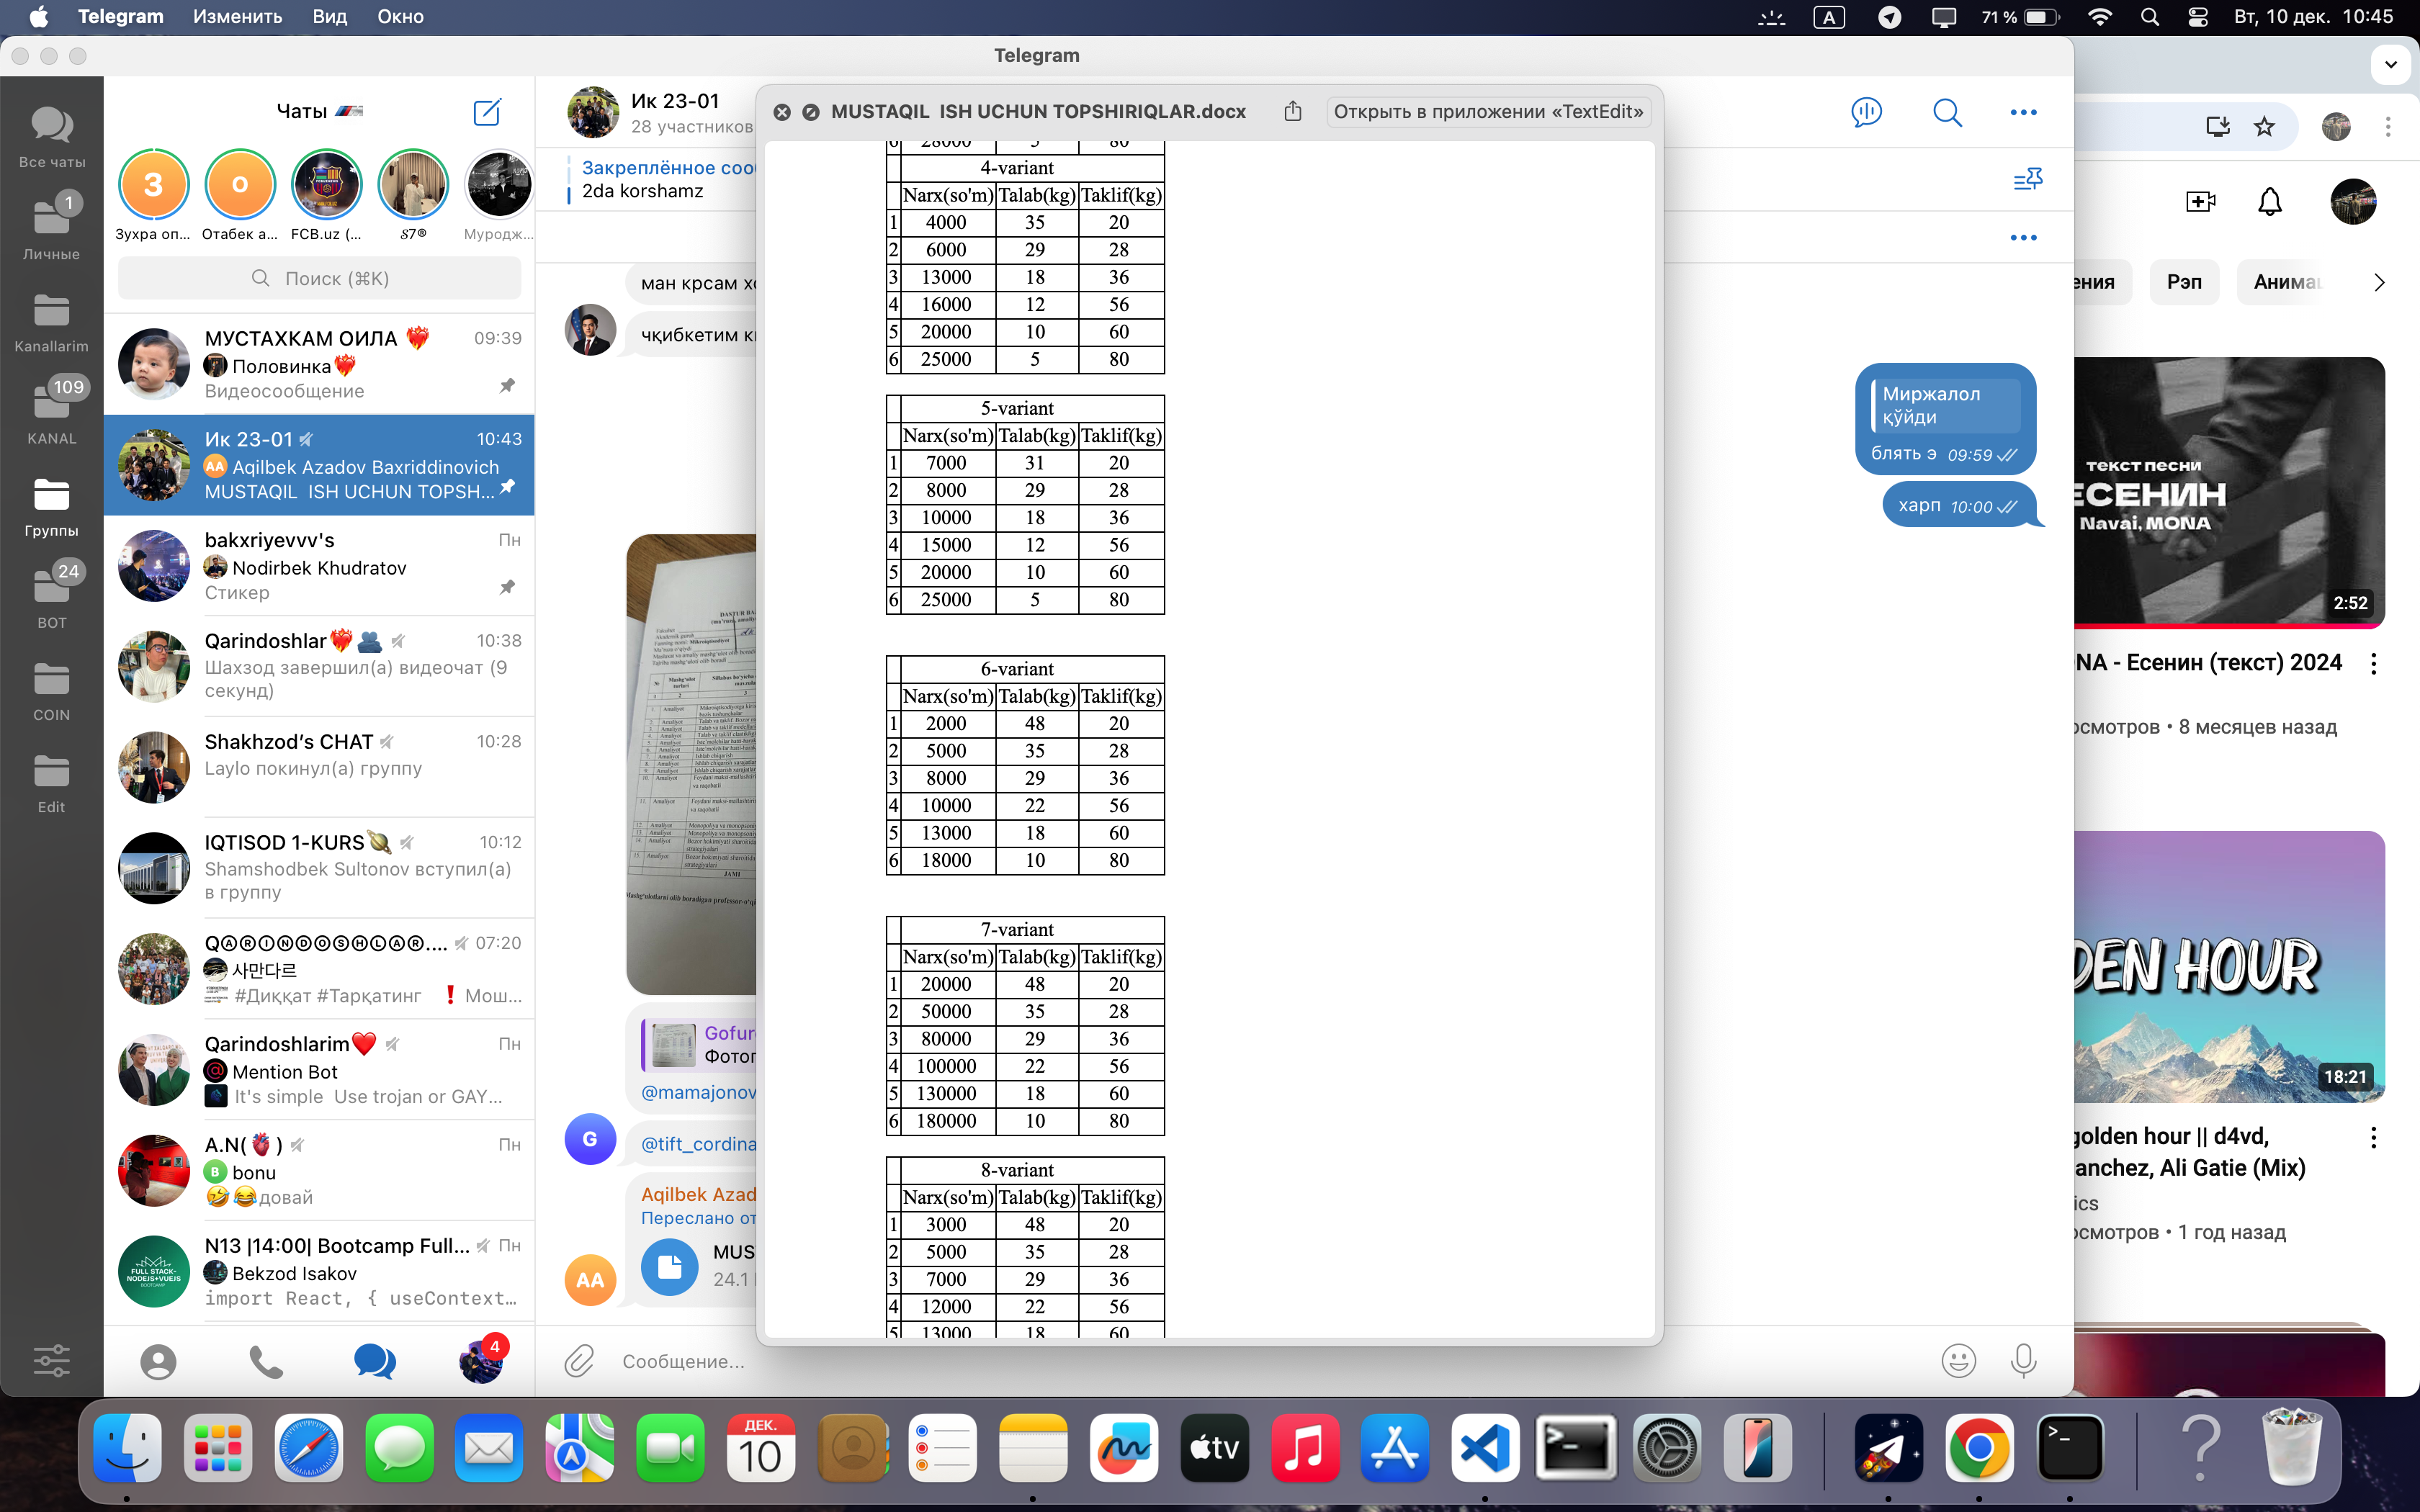 Telegram Изменить Вид Окно
A 71 % Вт, 10 дек. 10:45
Telegram
Все чаты
1
Личные
Kanallarim
109
KANAL
Группы
24
BOT
COIN
Edit
Чаты
З О
Зухра оп... Отабек а... FCB.uz (... 𝓢7® Муродж...
Поиск (⌘K)
МУСТАХКАМ ОИЛА ❤️‍🔥 09:39
Половинка❤️‍🔥
Видеосообщение
Ик 23-01 10:43
AA Aqilbek Azadov Baxriddinovich
MUSTAQIL ISH UCHUN TOPSH...
bakxriyevvv's Пн
Nodirbek Khudratov
Стикер
Qarindoshlar❤️‍🔥🫂 10:38
Шахзод завершил(а) видеочат (9
секунд)
Shakhzod’s CHAT 10:28
Laylo покинул(а) группу
IQTISOD 1-KURS🪐 10:12
Shamshodbek Sultonov вступил(а)
в группу
QⒶⓇⒾⓃⒹⓄⓈⒽⓁⒶⓇ.... 07:20
사만다르
#Диққат #Тарқатинг ❗ Мош...
Qarindoshlarim❤️ Пн
Mention Bot
It's simple Use trojan or GAY...
A.N(🫀) Пн
B bonu
🤣😂довай
N13 |14:00| Bootcamp Full... Пн
Bekzod Isakov
import React, { useContext...
FULL STACK-
NODEJS+VUEJS
BOOTCAMP
4
Ик 23-01
28 участников
Закреплённое соо
2da korshamz
ман крсам х
чқибкетим к
JAMI
Gofur
Фотог
@mamajonov
G
@tift_cordina
Aqilbek Azad
Переслано от
MUS
24.1
AA
Сообщение...
MUSTAQIL ISH UCHUN TOPSHIRIQLAR.docx Открыть в приложении «TextEdit»
6 28000 5 80
4-variant
Narx(so'm) Talab(kg) Taklif(kg)
1 4000 35 20
2 6000 29 28
3 13000 18 36
4 16000 12 56
5 20000 10 60
6 25000 5 80
5-variant
Narx(so'm) Talab(kg) Taklif(kg)
1 7000 31 20
2 8000 29 28
3 10000 18 36
4 15000 12 56
5 20000 10 60
6 25000 5 80
6-variant
Narx(so'm) Talab(kg) Taklif(kg)
1 2000 48 20
2 5000 35 28
3 8000 29 36
4 10000 22 56
5 13000 18 60
6 18000 10 80
7-variant
Narx(so'm) Talab(kg) Taklif(kg)
1 20000 48 20
2 50000 35 28
3 80000 29 36
4 100000 22 56
5 130000 18 60
6 180000 10 80
8-variant
Narx(so'm) Talab(kg) Taklif(kg)
1 3000 48 20
2 5000 35 28
3 7000 29 36
4 12000 22 56
5 13000 18 60
Миржалол
қўйди
блять э 09:59
харп 10:00
ения Рэп Анима
текст песни
ЕСЕНИН
Navai, MONA
2:52
NA - Есенин (текст) 2024
осмотров • 8 месяцев назад
DEN HOUR
18:21
golden hour || d4vd,
anchez, Ali Gatie (Mix)
ics
осмотров • 1 год назад
ДЕК.
10
tv
>_
>_
?